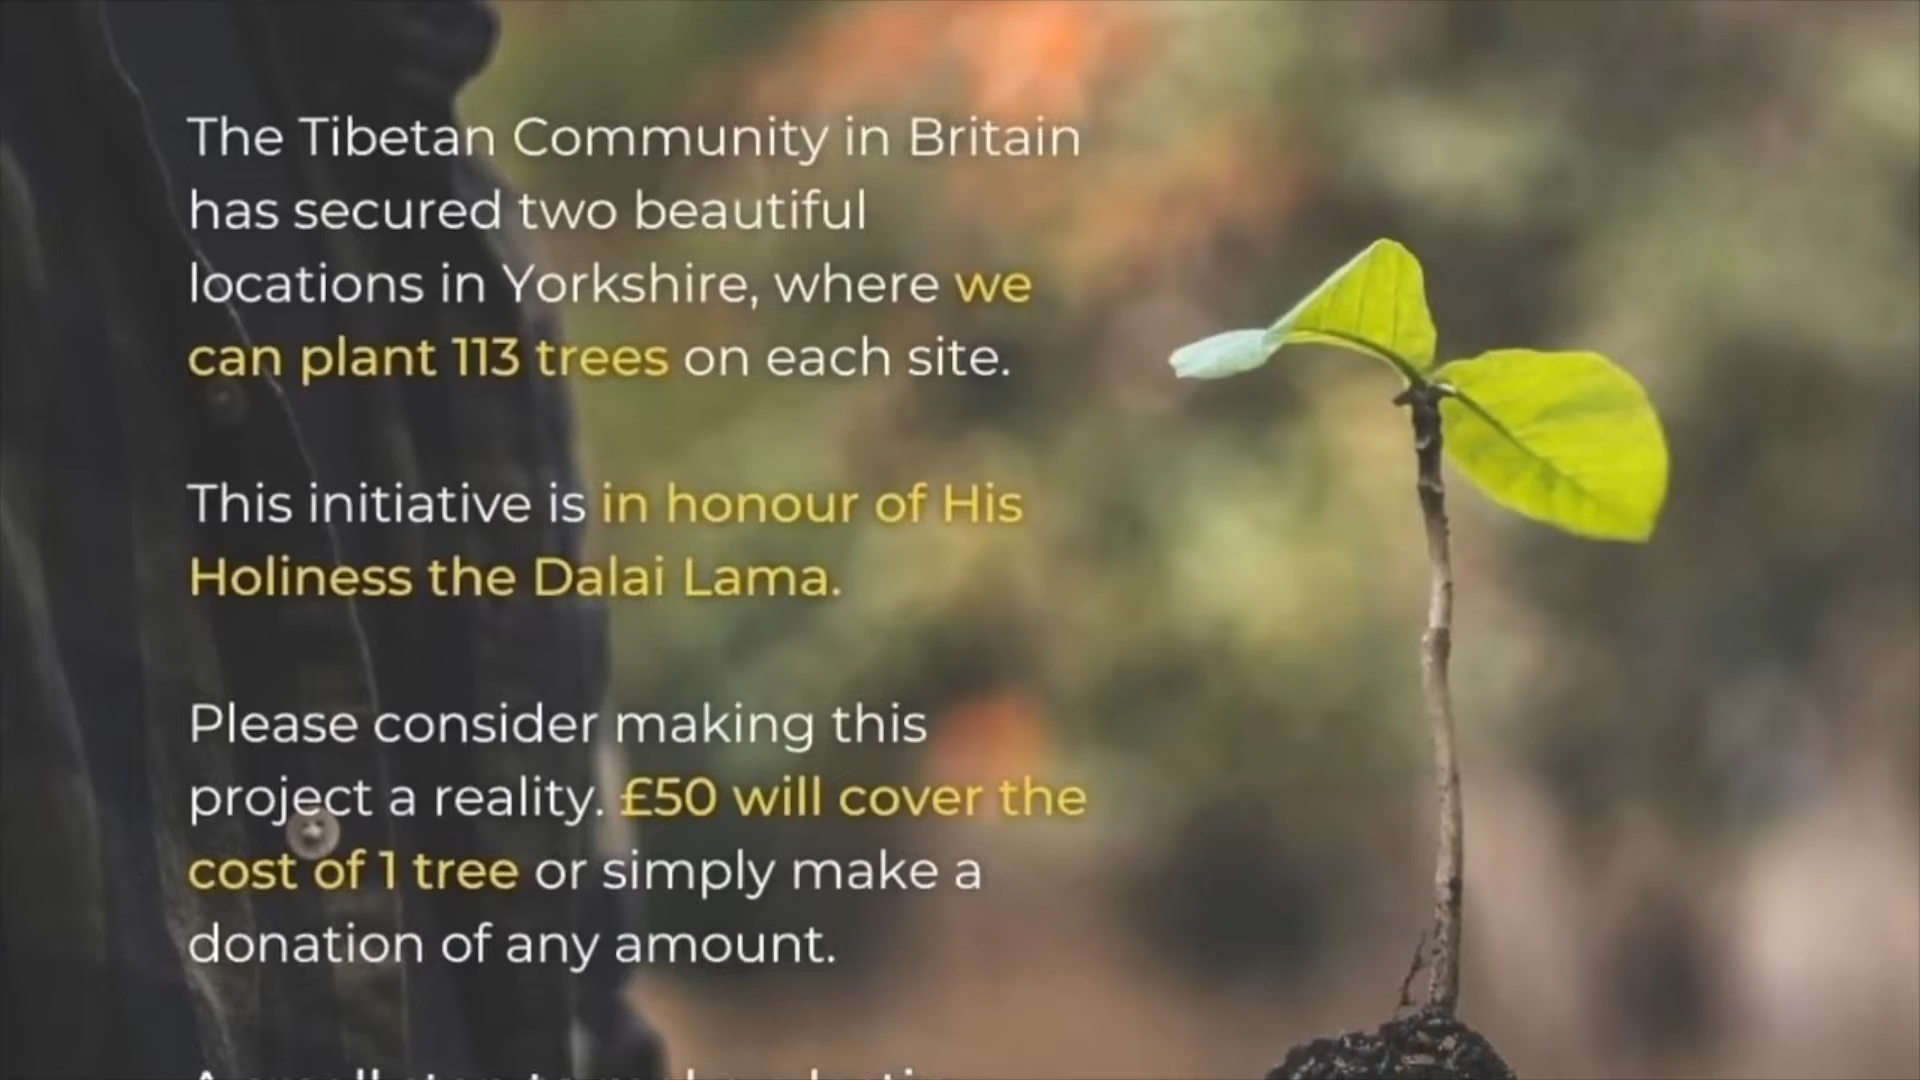 The Tibetan Community in Britain
has secured two beautiful
locations in Yorkshire, where we
can plant 113 trees on each site.
This initiative is in honour of His
Holiness the Dalai Lama.
Please consider making this
project a reality. £50 will cover the
cost of 1 tree or simply make a
donation of any amount.